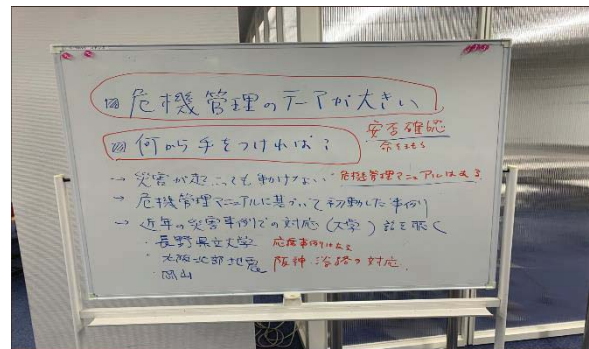 危機管理のテーマが大きい
何から手をつければ?
安否確認
命を守る
→ 災害が起こっても動けない 危機管理マニュアルはある
→ 危機管理マニュアルに基づいて初動した事例
→ 近年の災害事例での対応(大学)話を聴く
・長野県立大学 応援事例はある
・大阪北部地震 阪神・淡路の対応
・岡山